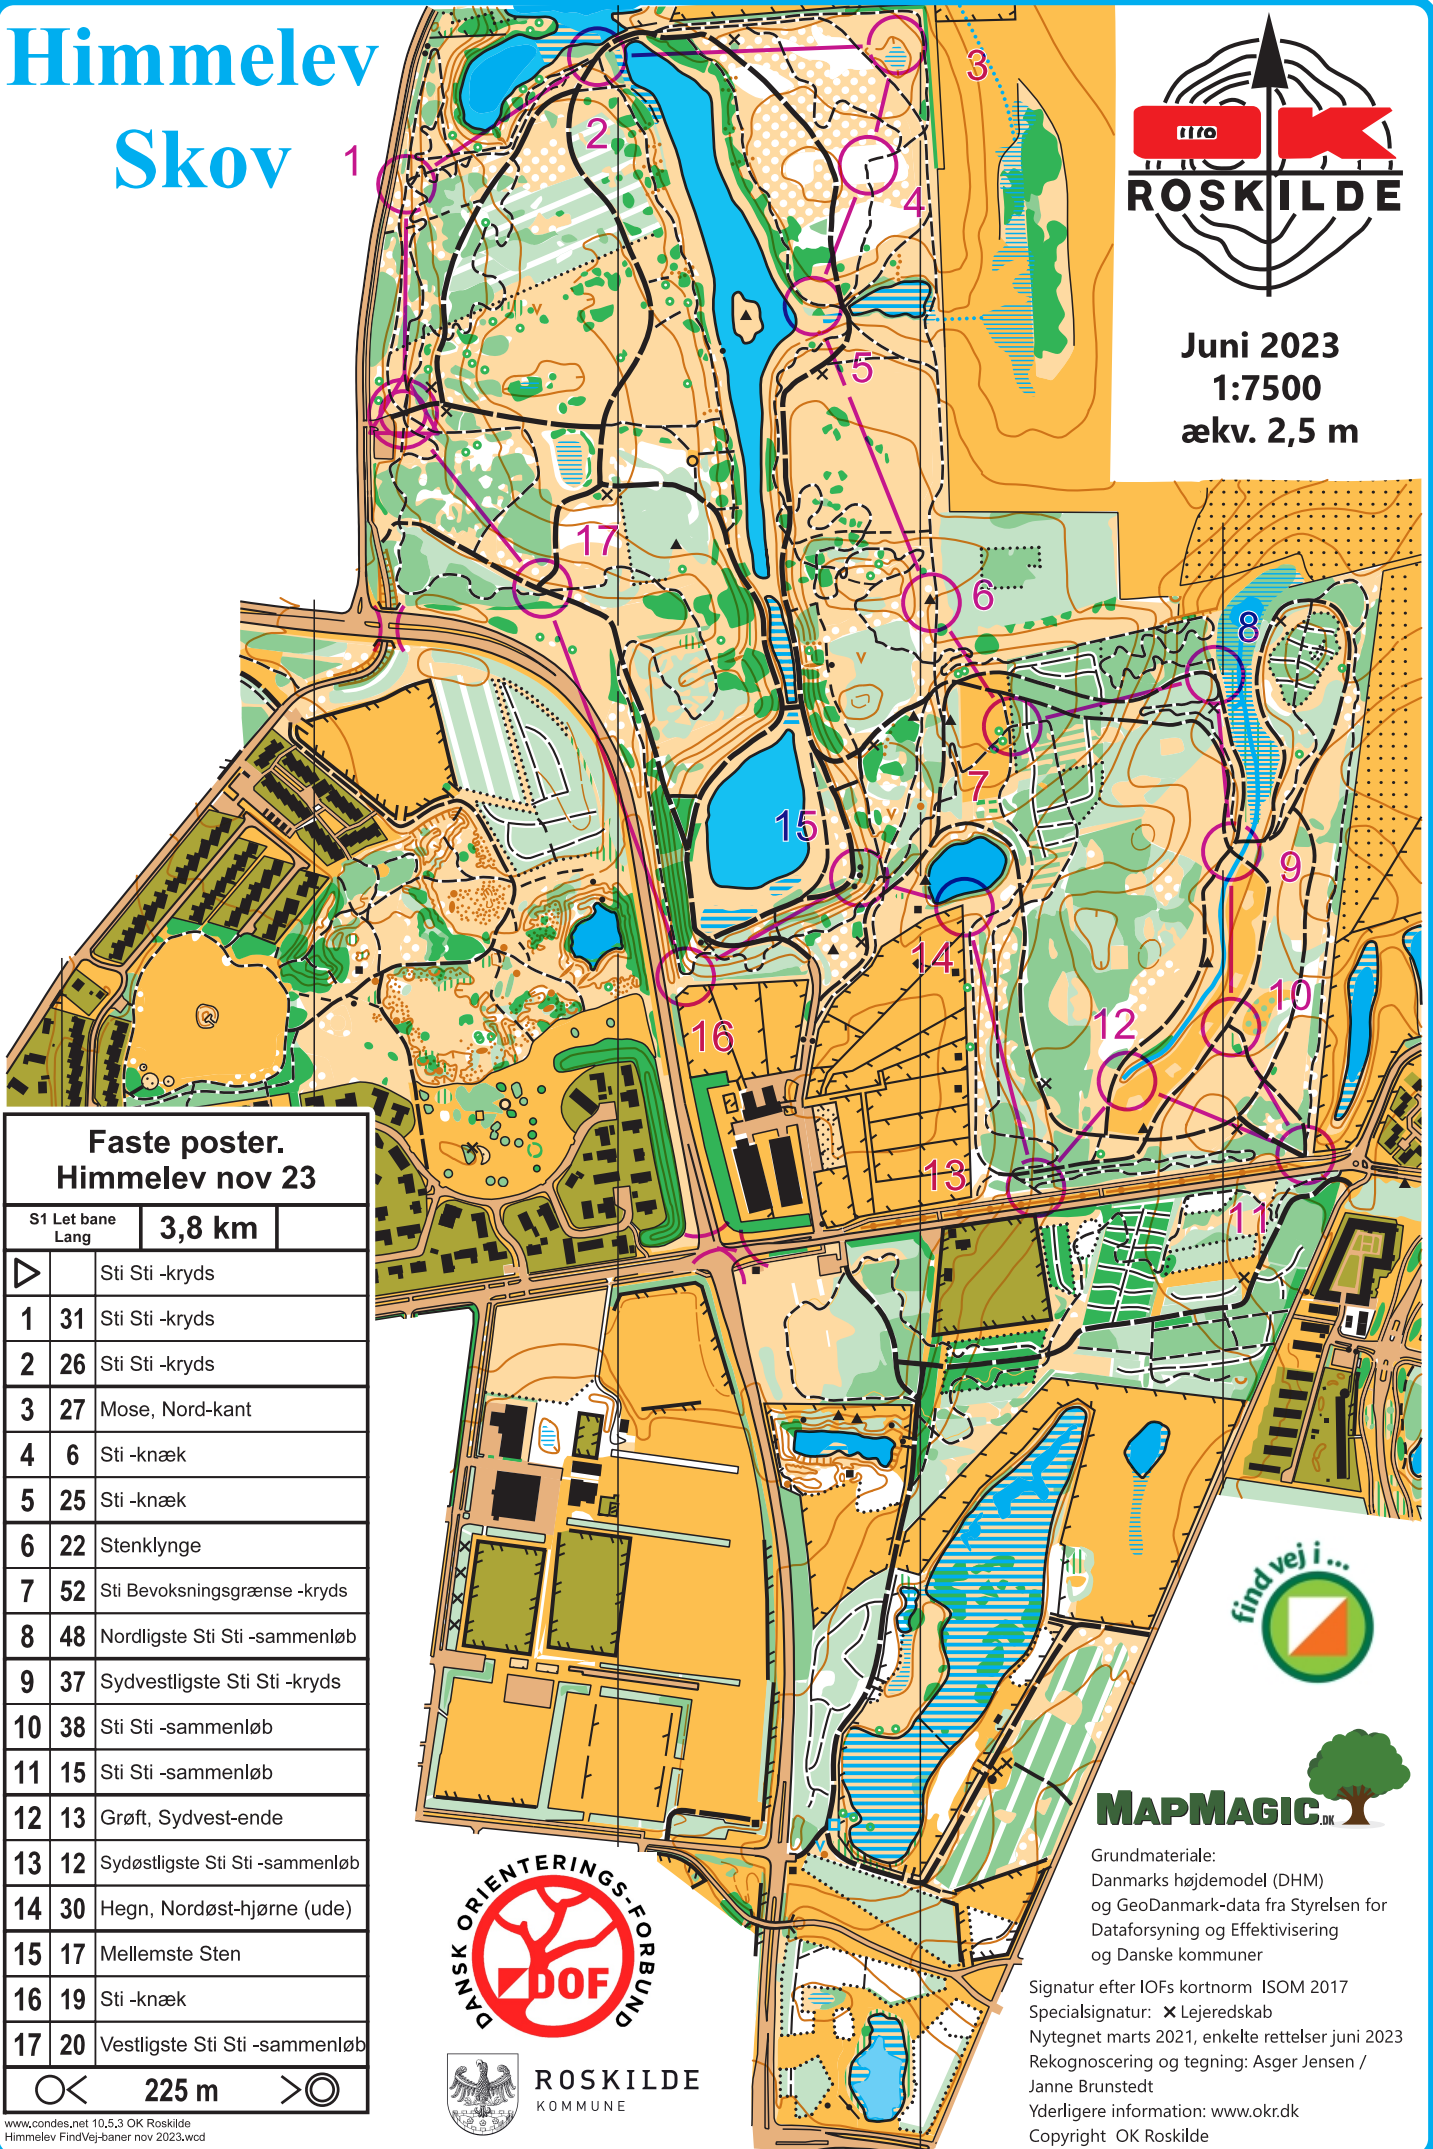 Himmelev
Skov
1
2
3
4
5
6
7
8
9
10
11
12
13
14
15
16
17
ROSKILDE
Juni 2023
1:7500
ækv. 2,5 m
Faste poster.
Himmelev nov 23
S1 Let bane
Lang
3,8 km
Sti Sti -kryds
1 31 Sti Sti -kryds
2 26 Sti Sti -kryds
3 27 Mose, Nord-kant
4 6 Sti -knæk
5 25 Sti -knæk
6 22 Stenklynge
7 52 Sti Bevoksningsgrænse -kryds
8 48 Nordligste Sti Sti -sammenløb
9 37 Sydvestligste Sti Sti -kryds
10 38 Sti Sti -sammenløb
11 15 Sti Sti -sammenløb
12 13 Grøft, Sydvest-ende
13 12 Sydøstligste Sti Sti -sammenløb
14 30 Hegn, Nordøst-hjørne (ude)
15 17 Mellemste Sten
16 19 Sti -knæk
17 20 Vestligste Sti Sti -sammenløb
225 m
www.condes.net 10.5.3 OK Roskilde
Himmelev FindVej-baner nov 2023.wcd
DANSK ORIENTERINGS-FORBUND
DOF
ROSKILDE
KOMMUNE
find vej i ...
MAPMAGIC.DK
Grundmateriale:
Danmarks højdemodel (DHM)
og GeoDanmark-data fra Styrelsen for
Dataforsyning og Effektivisering
og Danske kommuner
Signatur efter IOFs kortnorm ISOM 2017
Specialsignatur: × Lejeredskab
Nytegnet marts 2021, enkelte rettelser juni 2023
Rekognoscering og tegning: Asger Jensen /
Janne Brunstedt
Yderligere information: www.okr.dk
Copyright OK Roskilde